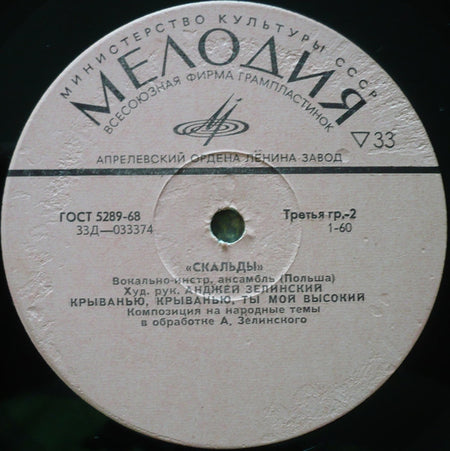 МИНИСТЕРСТВО КУЛЬТУРЫ СССР
МЕЛОДИЯ
ВСЕСОЮЗНАЯ ФИРМА ГРАМПЛАСТИНОК
▽33
АПРЕЛЕВСКИЙ ОРДЕНА ЛЕНИНА ЗАВОД
ГОСТ 5289-68
Третья гр.-2
33Д—033374
1-60
«СКАЛЬДЫ»
Вокально-инстр. ансамбль (Польша)
Худ. рук. АНДЖЕЙ ЗЕЛИНСКИЙ
КРЫВАНЬЮ, КРЫВАНЬЮ, ТЫ МОЙ ВЫСОКИЙ
Композиция на народные темы
в обработке А. Зелинского